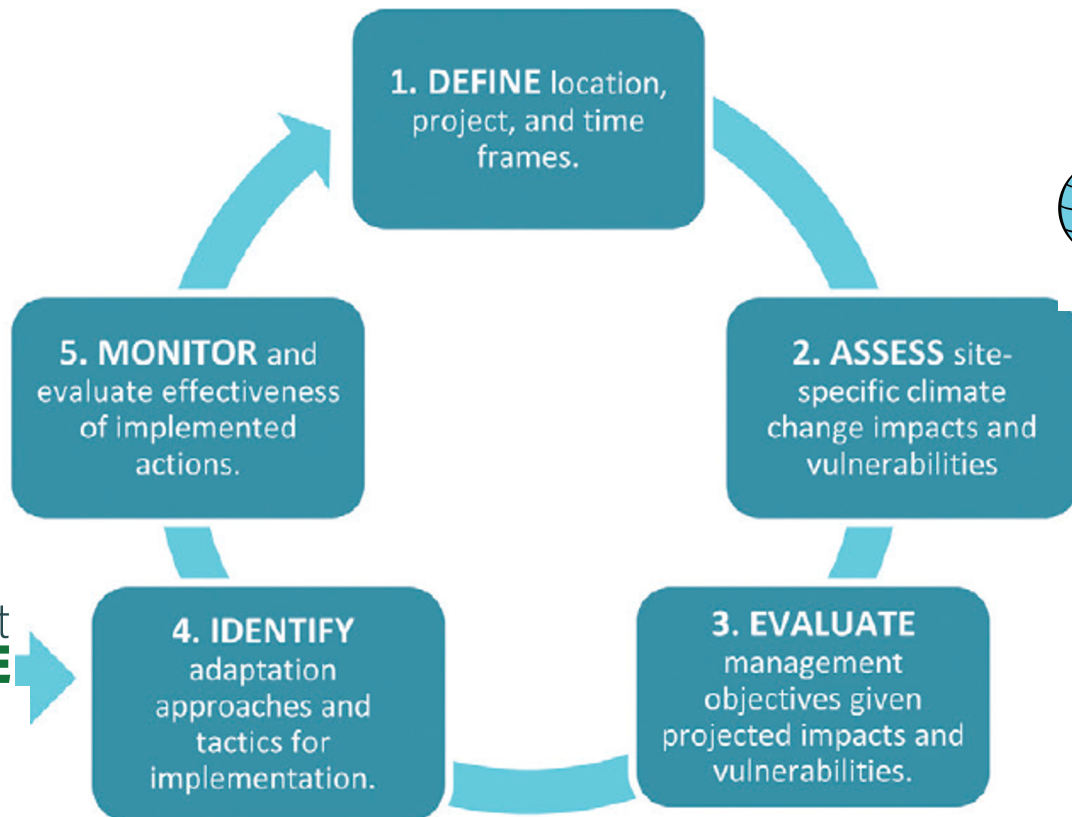 1. DEFINE location,
project, and time
frames.
2. ASSESS site-
specific climate
change impacts and
vulnerabilities
3. EVALUATE
management
objectives given
projected impacts and
vulnerabilities.
4. IDENTIFY
adaptation
approaches and
tactics for
implementation.
5. MONITOR and
evaluate effectiveness
of implemented
actions.